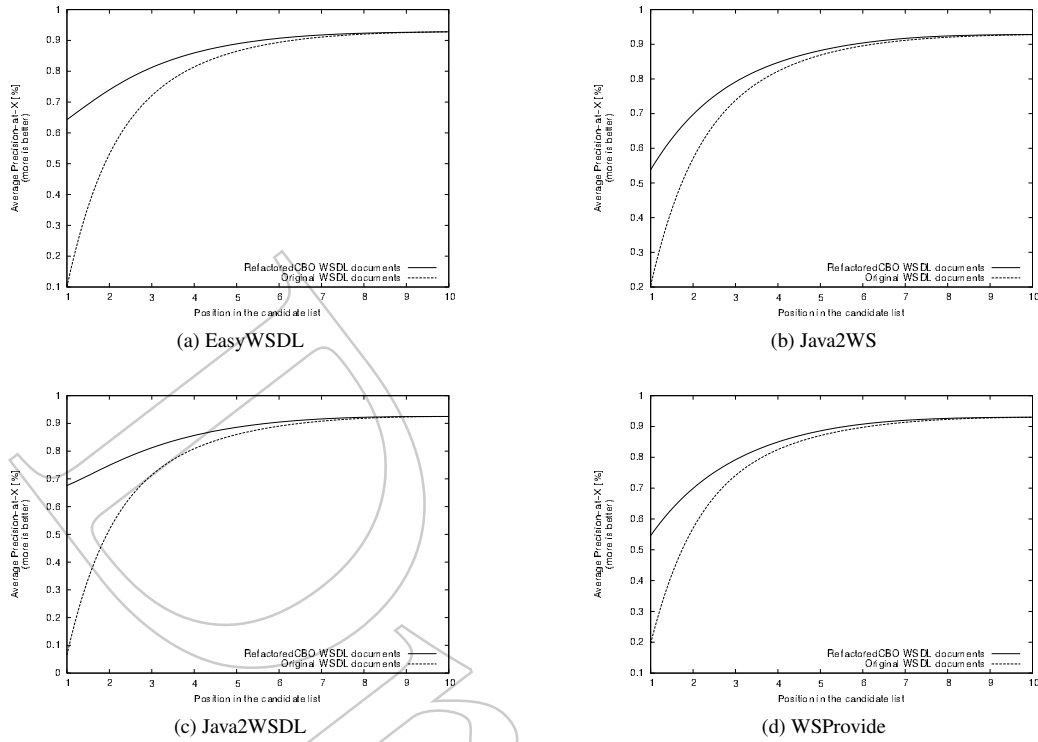 1
0.9
0.8
0.7
0.6
0.5
0.4
0.3
0.2
0.1
Average Precision-at-X [%]
(more is better)
RefactoredCBO WSDL documents
Original WSDL documents
1 2 3 4 5 6 7 8 9 10
Position in the candidate list
(a) EasyWSDL
1
0.9
0.8
0.7
0.6
0.5
0.4
0.3
0.2
Average Precision-at-X [%]
(more is better)
RefactoredCBO WSDL documents
Original WSDL documents
1 2 3 4 5 6 7 8 9 10
Position in the candidate list
(b) Java2WS
1
0.9
0.8
0.7
0.6
0.5
0.4
0.3
0.2
0.1
0
Average Precision-at-X [%]
(more is better)
RefactoredCBO WSDL documents
Original WSDL documents
1 2 3 4 5 6 7 8 9 10
Position in the candidate list
(c) Java2WSDL
1
0.9
0.8
0.7
0.6
0.5
0.4
0.3
0.2
0.1
Average Precision-at-X [%]
(more is better)
RefactoredCBO WSDL documents
Original WSDL documents
1 2 3 4 5 6 7 8 9 10
Position in the candidate list
(d) WSProvide